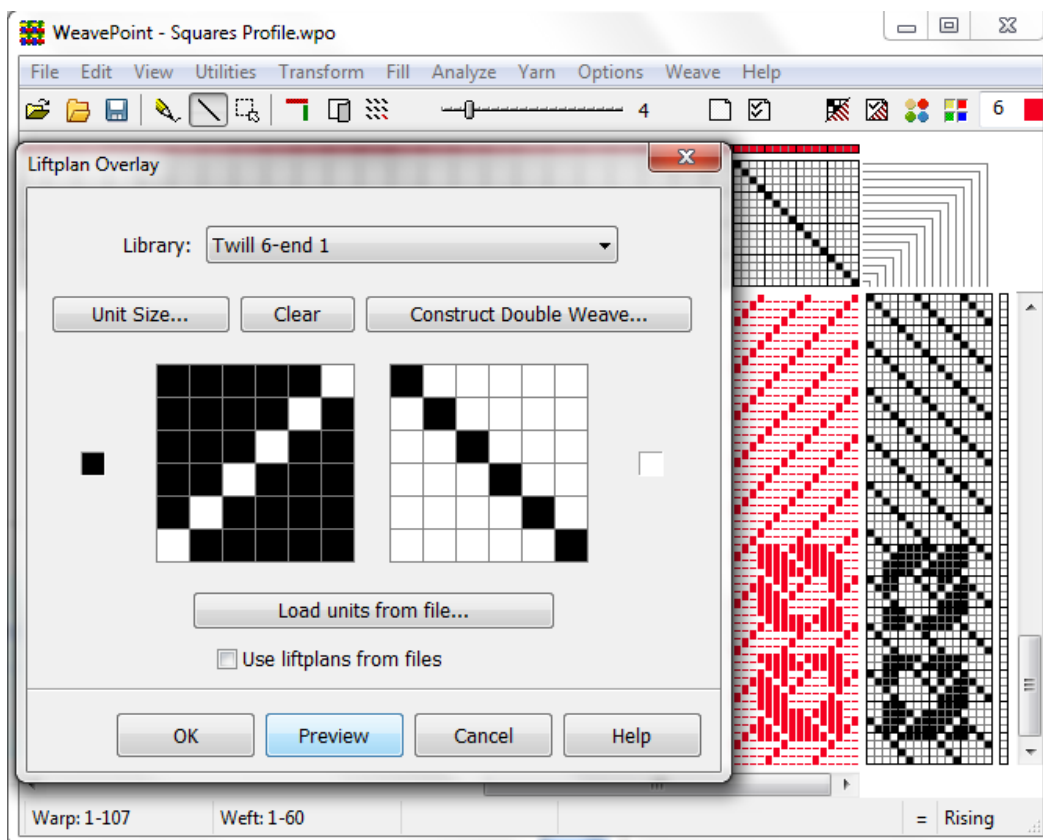 WeavePoint - Squares Profile.wpo
File Edit View Utilities Transform Fill Analyze Yarn Options Weave Help
4 6
Liftplan Overlay
Library: Twill 6-end 1
Unit Size... Clear Construct Double Weave...
Load units from file...
Use liftplans from files
OK Preview Cancel Help
Warp: 1-107 Weft: 1-60 = Rising